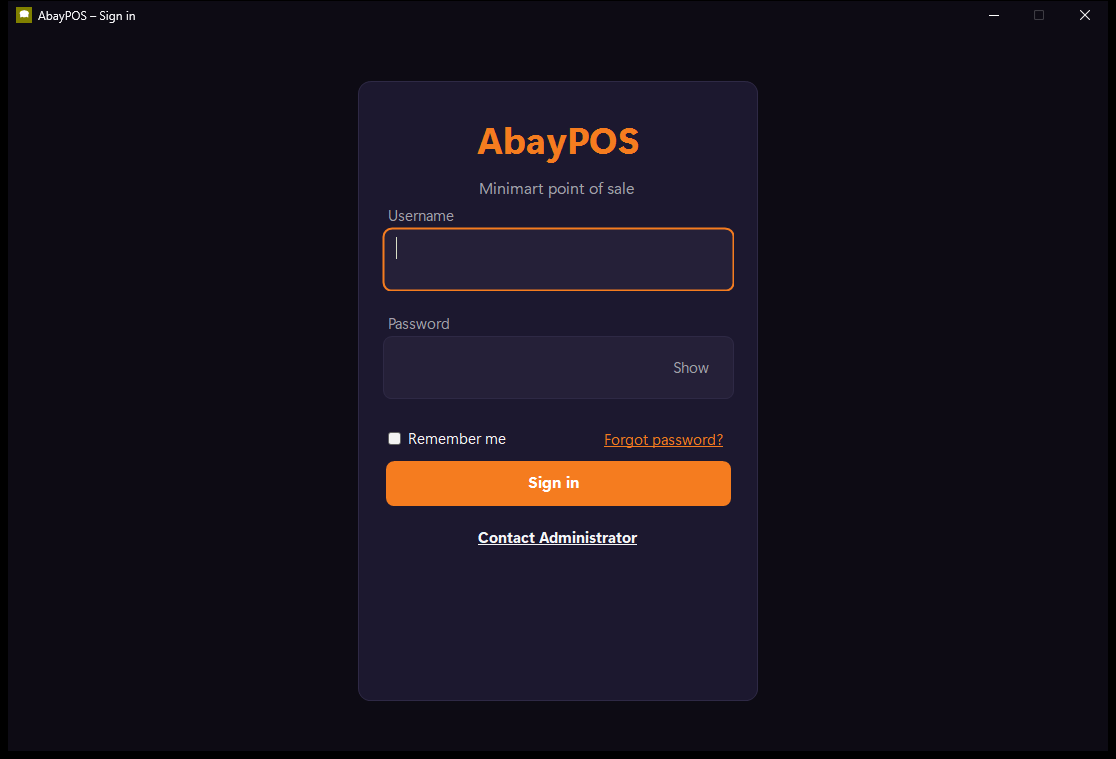 AbayPOS – Sign in
AbayPOS
Minimart point of sale
Username
Password
Show
Remember me
Forgot password?
Sign in
Contact Administrator